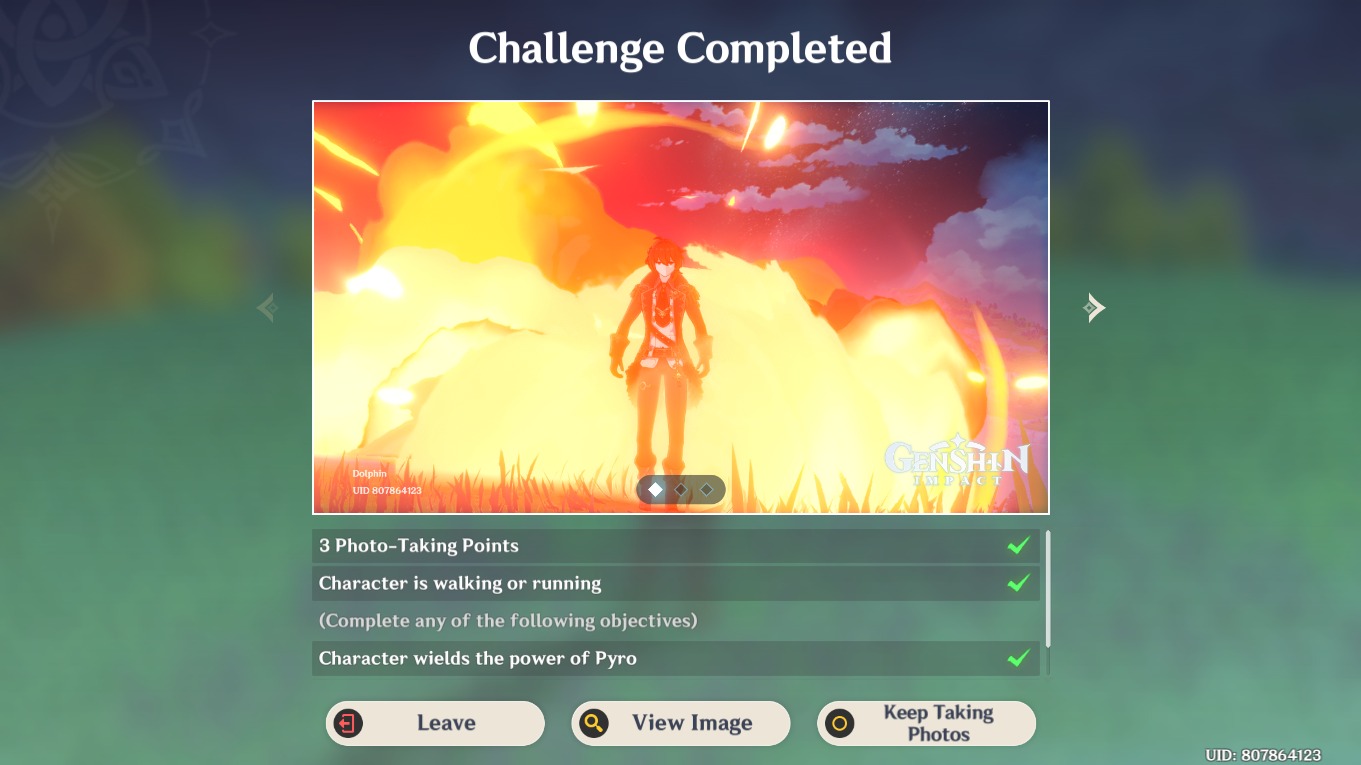 Challenge Completed
Dolphin
UID 807864123
GENSHIN
IMPACT
3 Photo-Taking Points
Character is walking or running
(Complete any of the following objectives)
Character wields the power of Pyro
Leave
View Image
Keep Taking
Photos
UID: 807864123